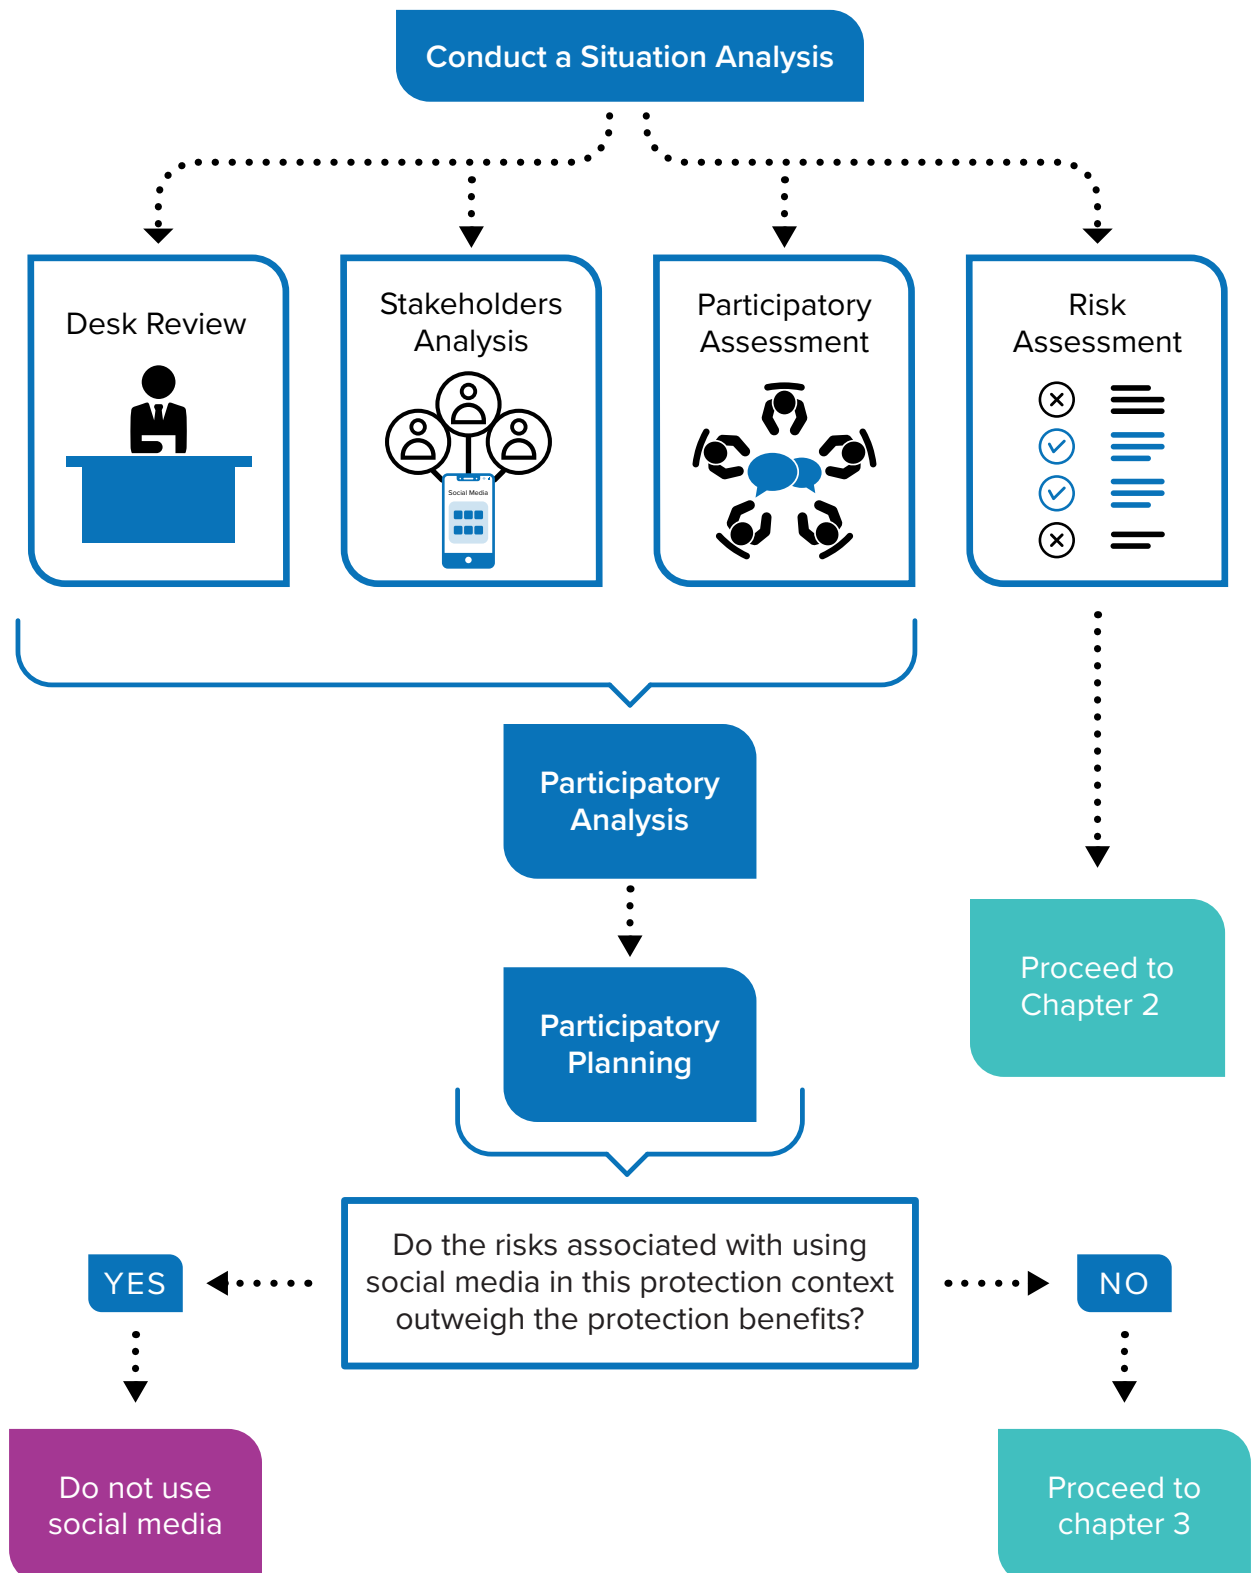 Conduct a Situation Analysis
Desk Review
Stakeholders
Analysis
Social Media
Participatory
Assessment
Risk
Assessment
Participatory
Analysis
Proceed to
Chapter 2
Participatory
Planning
Do the risks associated with using
social media in this protection context
outweigh the protection benefits?
YES
NO
Do not use
social media
Proceed to
chapter 3